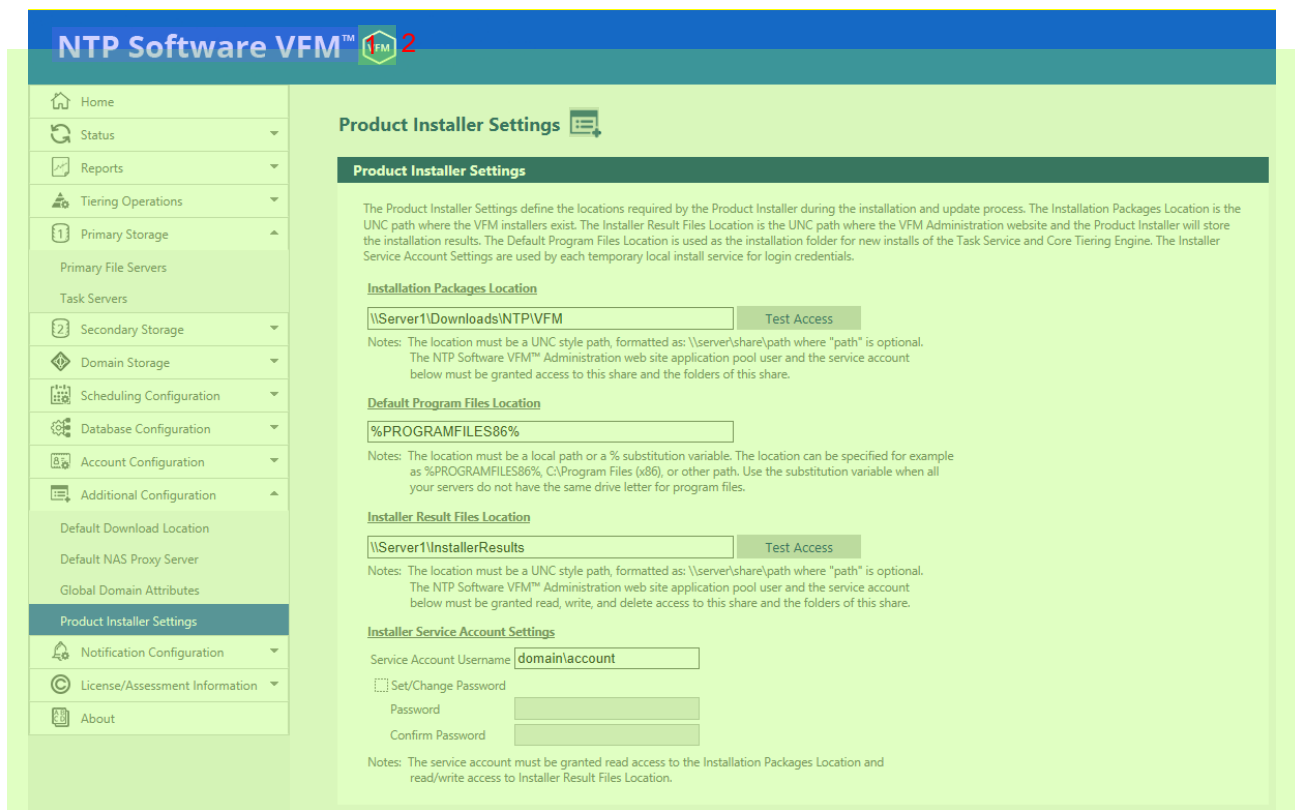 NTP Software VFM™ VFM 1 2
Home
Status
Reports
Tiering Operations
1 Primary Storage
Primary File Servers
Task Servers
2 Secondary Storage
Domain Storage
Scheduling Configuration
Database Configuration
Account Configuration
Additional Configuration
Default Download Location
Default NAS Proxy Server
Global Domain Attributes
Product Installer Settings
Notification Configuration
License/Assessment Information
About
Product Installer Settings
Product Installer Settings
The Product Installer Settings define the locations required by the Product Installer during the installation and update process. The Installation Packages Location is the
UNC path where the VFM installers exist. The Installer Result Files Location is the UNC path where the VFM Administration website and the Product Installer will store
the installation results. The Default Program Files Location is used as the installation folder for new installs of the Task Service and Core Tiering Engine. The Installer
Service Account Settings are used by each temporary local install service for login credentials.
Installation Packages Location
\\Server1\Downloads\NTP\VFM Test Access
Notes: The location must be a UNC style path, formatted as: \\server\share\path where "path" is optional.
The NTP Software VFM™ Administration web site application pool user and the service account
below must be granted access to this share and the folders of this share.
Default Program Files Location
%PROGRAMFILES86%
Notes: The location must be a local path or a % substitution variable. The location can be specified for example
as %PROGRAMFILES86%, C:\Program Files (x86), or other path. Use the substitution variable when all
your servers do not have the same drive letter for program files.
Installer Result Files Location
\\Server1\InstallerResults Test Access
Notes: The location must be a UNC style path, formatted as: \\server\share\path where "path" is optional.
The NTP Software VFM™ Administration web site application pool user and the service account
below must be granted read, write, and delete access to this share and the folders of this share.
Installer Service Account Settings
Service Account Username domain\account
Set/Change Password
Password
Confirm Password
Notes: The service account must be granted read access to the Installation Packages Location and
read/write access to Installer Result Files Location.